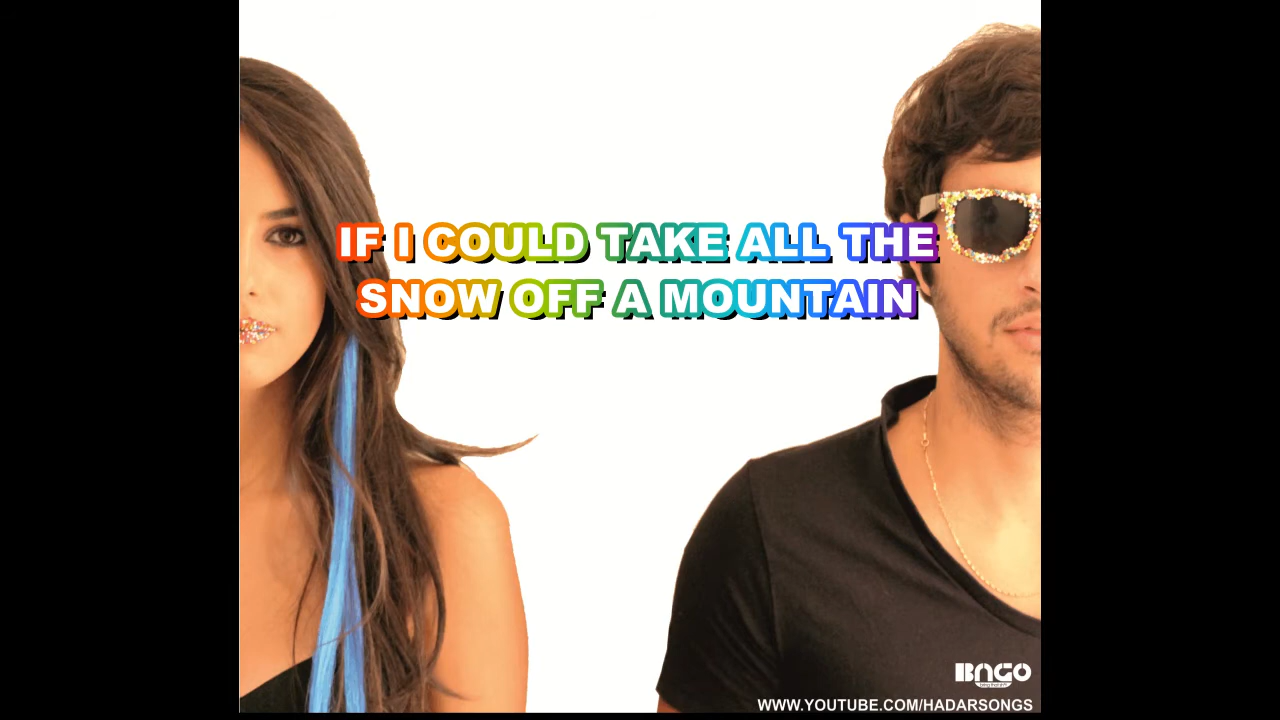 IF I COULD TAKE ALL THE
SNOW OFF A MOUNTAIN
BNGO
WWW.YOUTUBE.COM/HADARSONGS